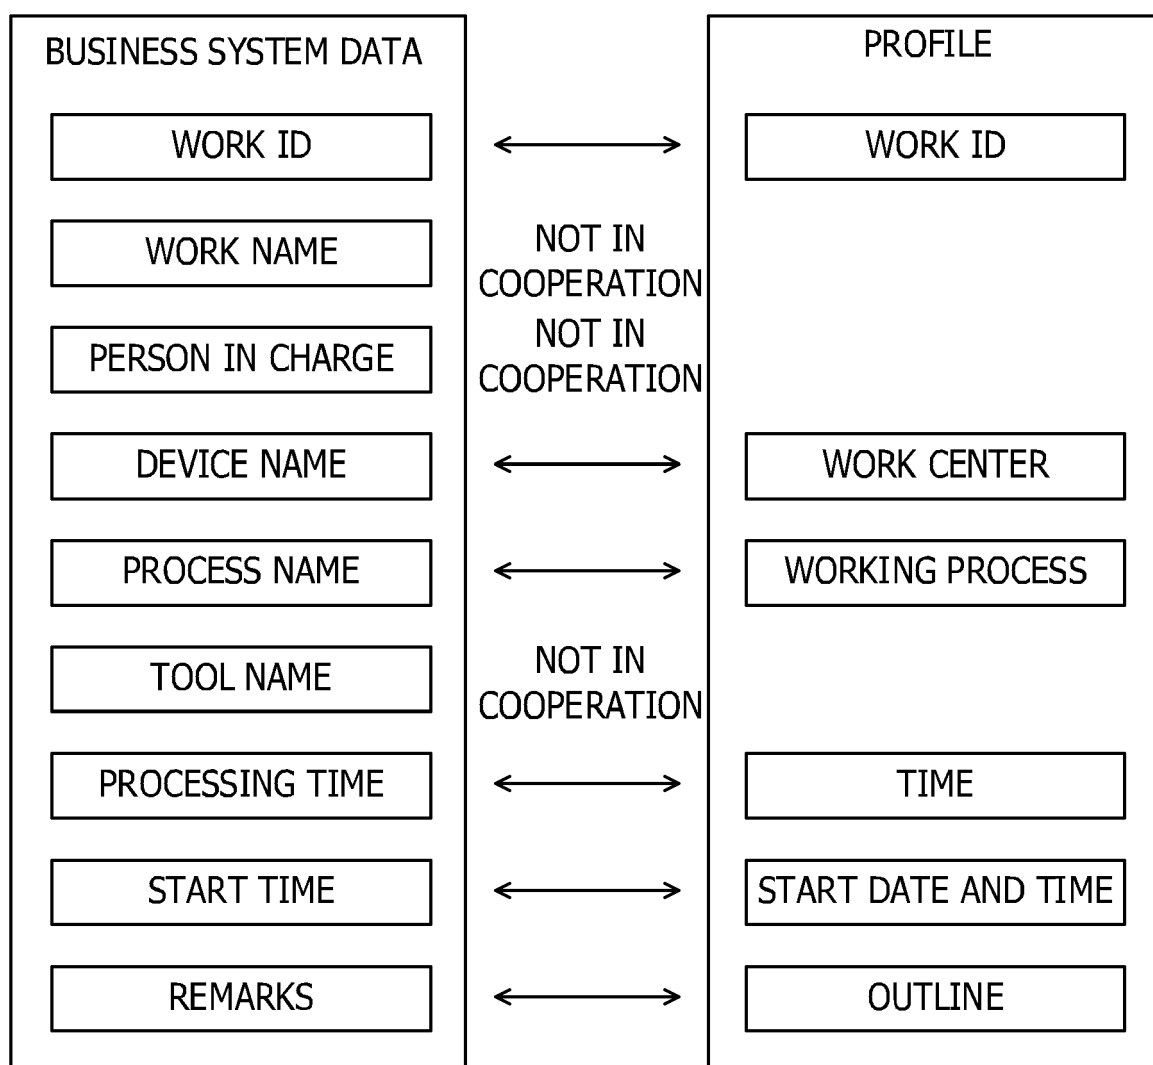 BUSINESS SYSTEM DATA
PROFILE
WORK ID
WORK ID
WORK NAME
NOT IN
COOPERATION
PERSON IN CHARGE
NOT IN
COOPERATION
DEVICE NAME
WORK CENTER
PROCESS NAME
WORKING PROCESS
TOOL NAME
NOT IN
COOPERATION
PROCESSING TIME
TIME
START TIME
START DATE AND TIME
REMARKS
OUTLINE